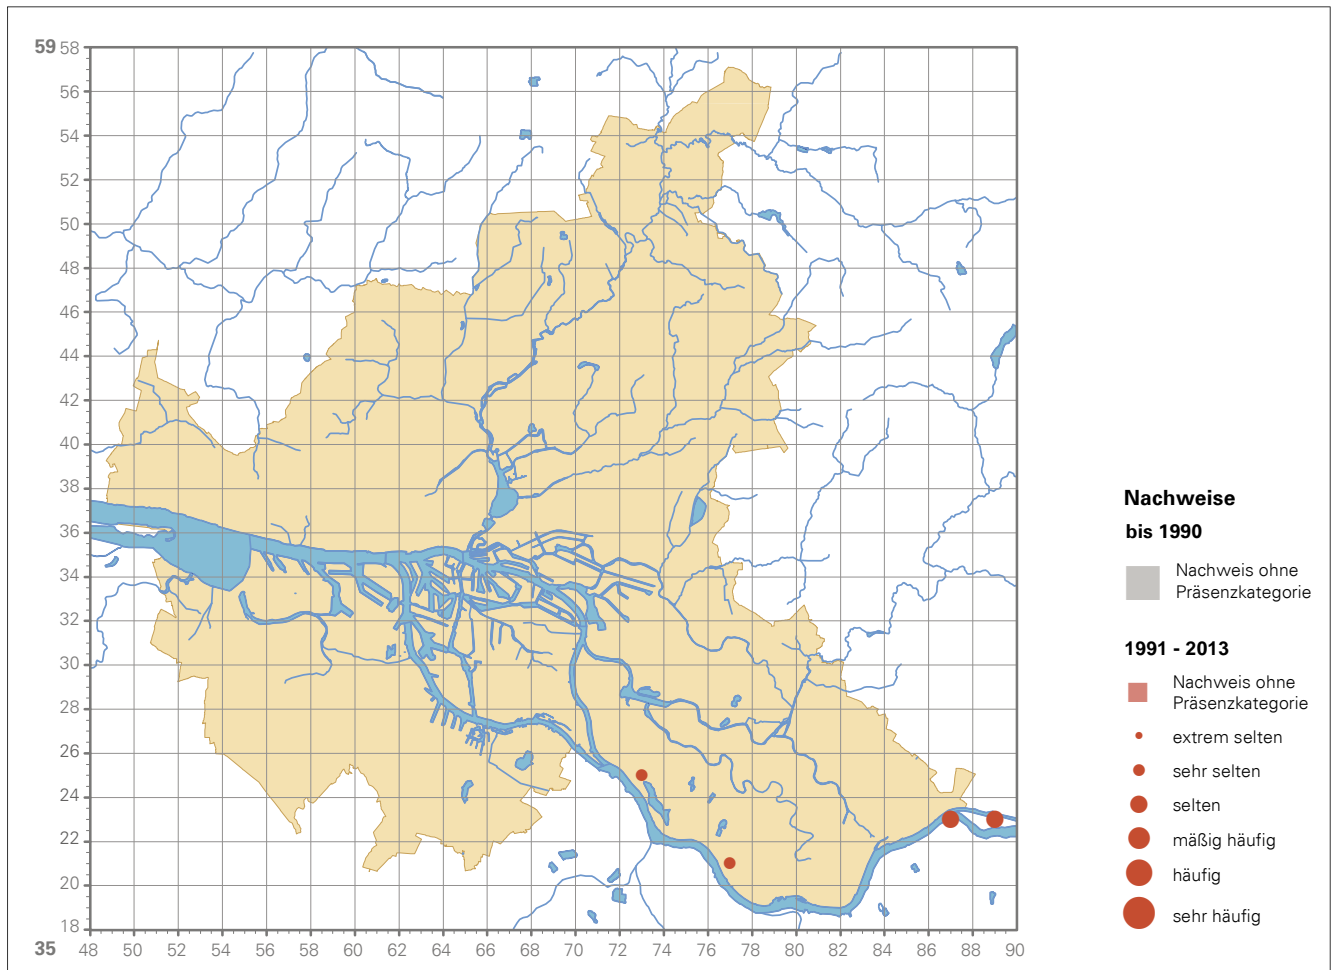 59 58
56
54
52
50
48
46
44
42
40
38
36
34
32
30
28
26
24
22
20
18
35
48 50 52 54 56 58 60 62 64 66 68 70 72 74 76 78 80 82 84 86 88 90
Nachweise
bis 1990
Nachweis ohne
Präsenzkategorie
1991 - 2013
Nachweis ohne
Präsenzkategorie
extrem selten
sehr selten
selten
mäßig häufig
häufig
sehr häufig